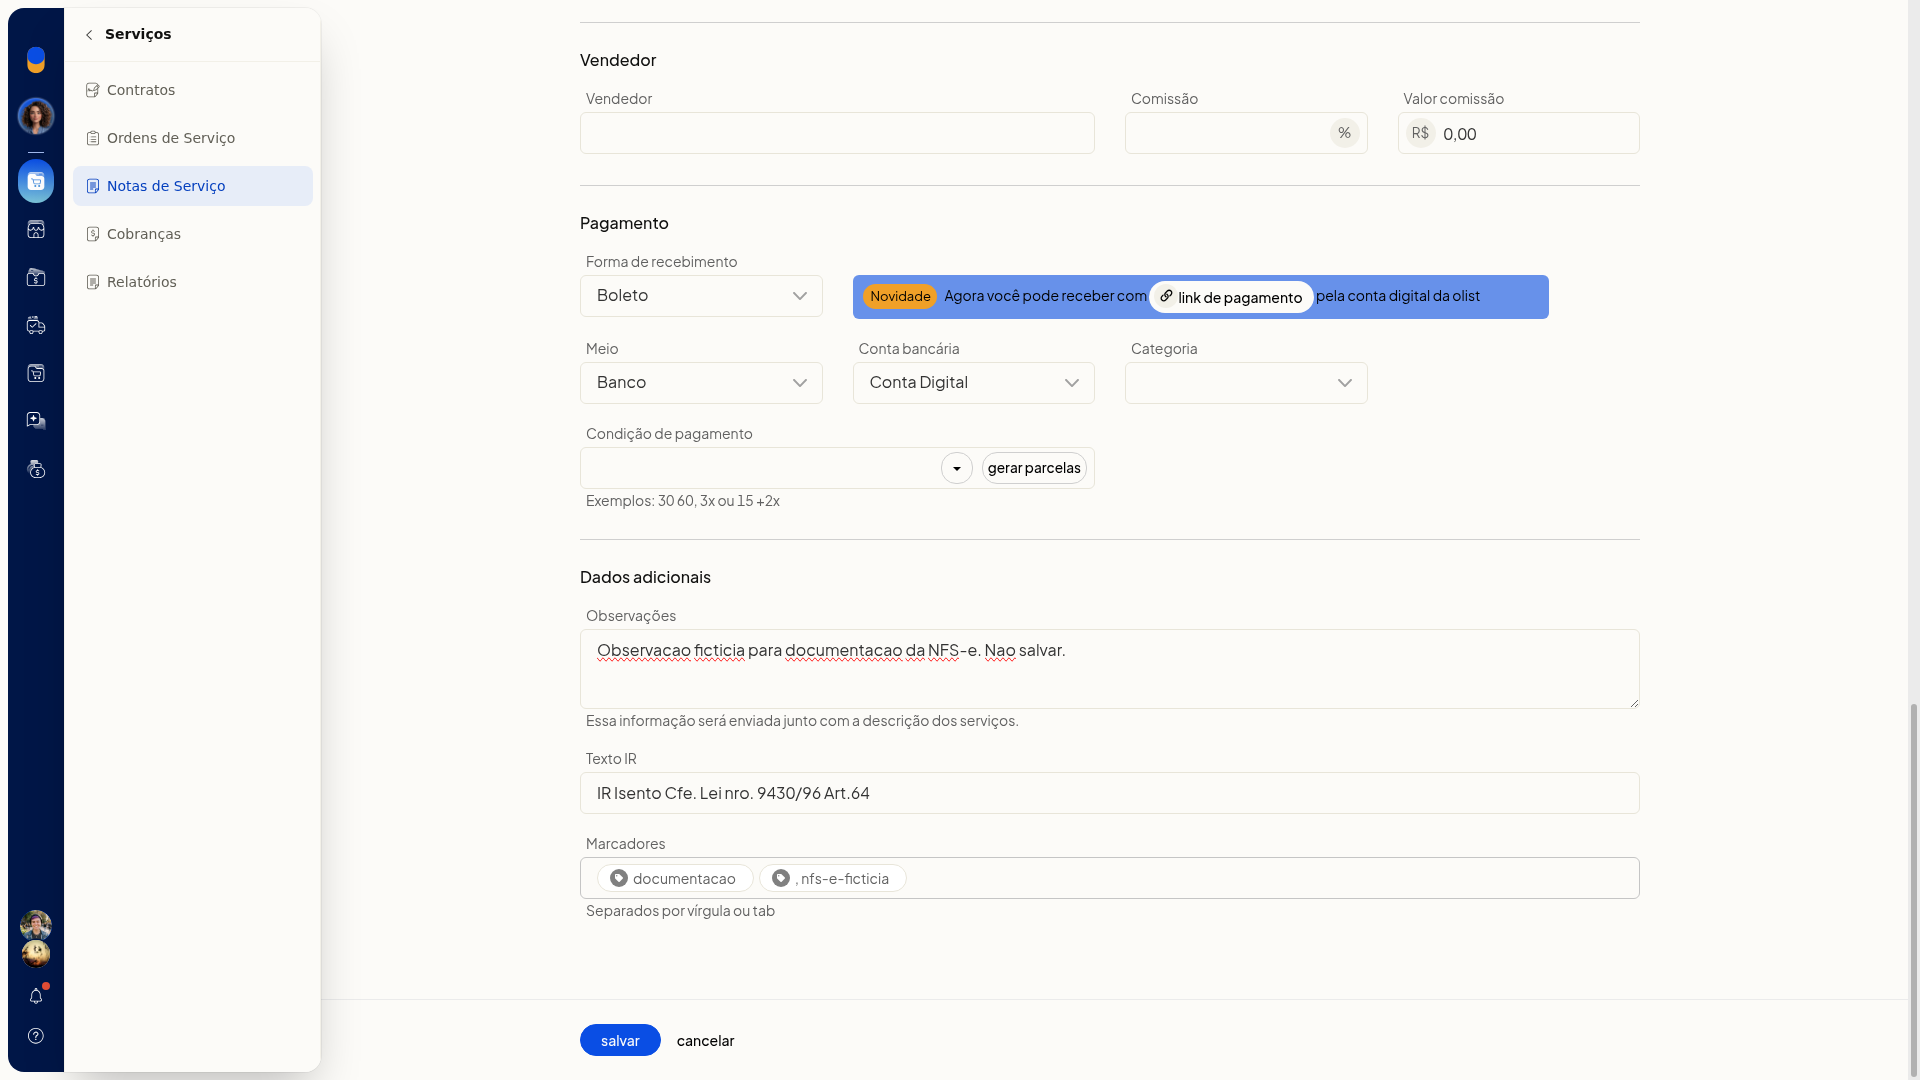 Serviços
Contratos
Ordens de Serviço
Notas de Serviço
Cobranças
Relatórios
Vendedor
Vendedor
Comissão
Valor comissão
%
R$ 0,00
Pagamento
Forma de recebimento
Boleto
Novidade Agora você pode receber com link de pagamento pela conta digital da olist
Meio
Conta bancária
Categoria
Banco
Conta Digital
Condição de pagamento
gerar parcelas
Exemplos: 30 60, 3x ou 15 +2x
Dados adicionais
Observações
Observacao ficticia para documentacao da NFS-e. Nao salvar.
Essa informação será enviada junto com a descrição dos serviços.
Texto IR
IR Isento Cfe. Lei nro. 9430/96 Art.64
Marcadores
documentacao , nfs-e-ficticia
Separados por vírgula ou tab
salvar cancelar